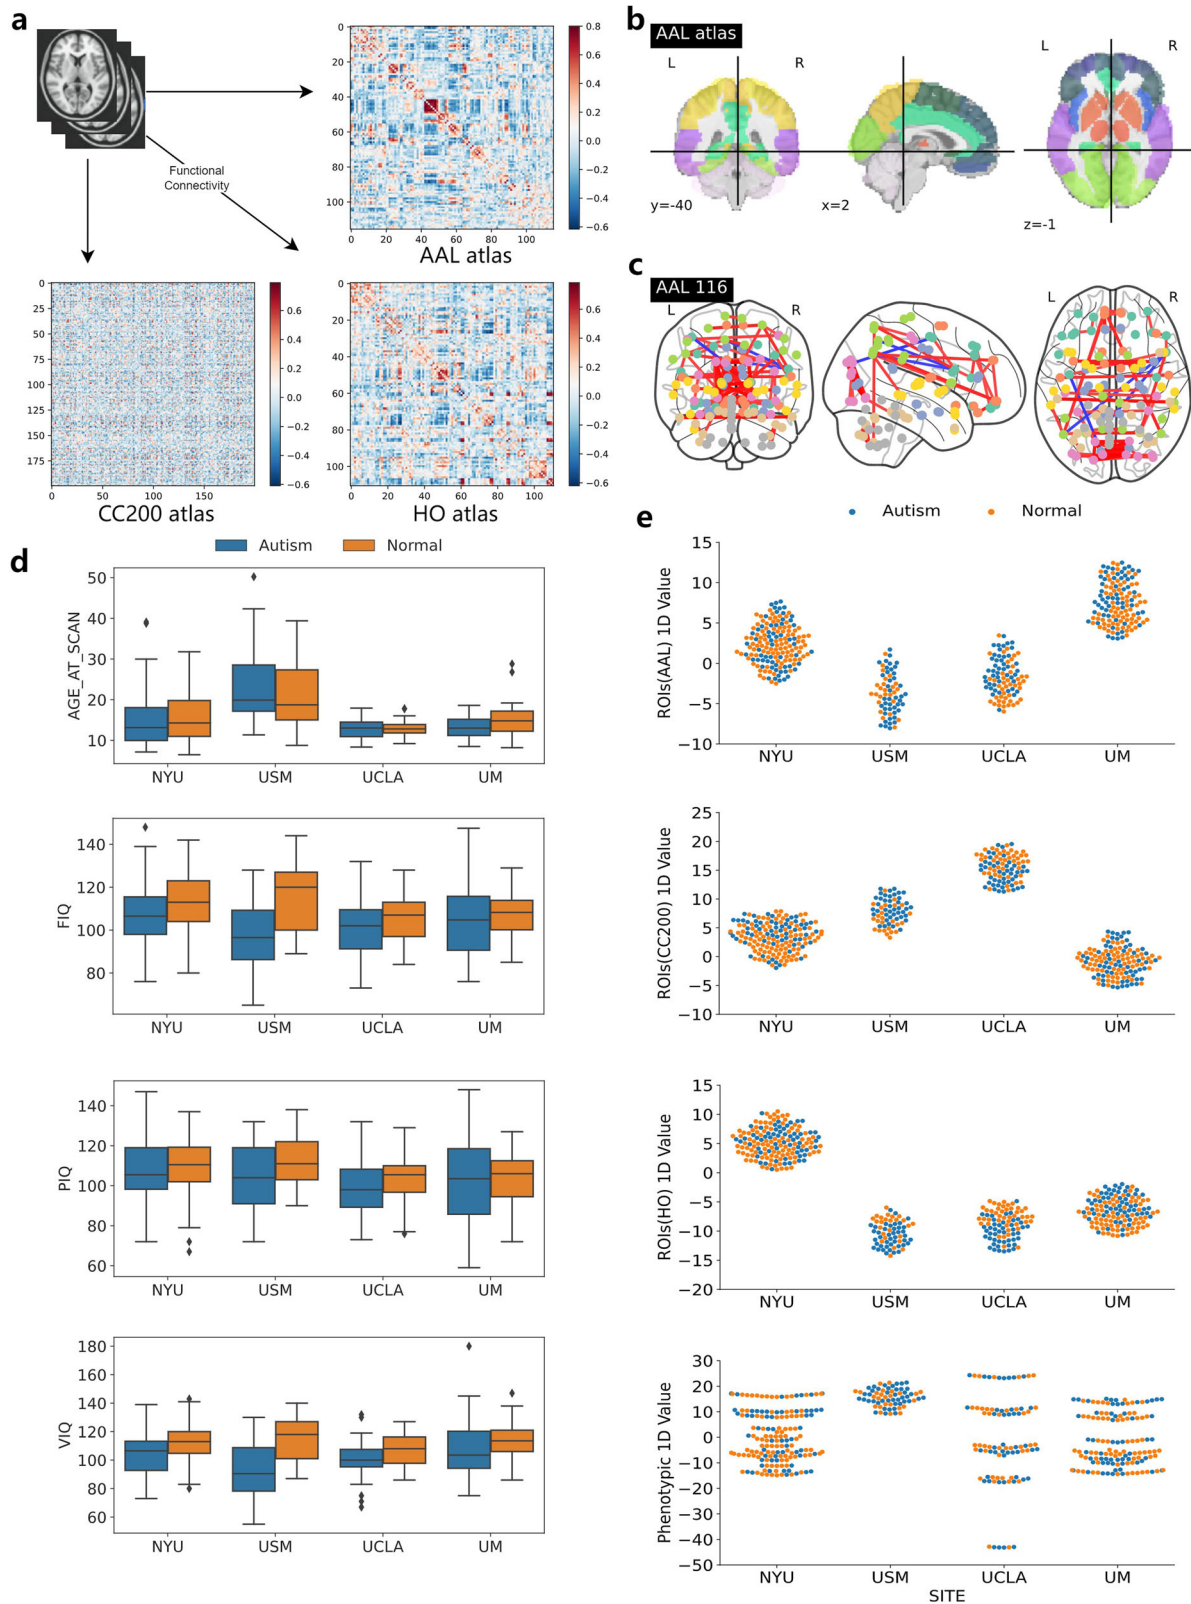 a
Functional
Connectivity
0
20
40
60
80
100
0 20 40 60 80 100
AAL atlas
0.8
0.6
0.4
0.2
0.0
−0.2
−0.4
−0.6
0
25
50
75
100
125
150
175
0 50 100 150
CC200 atlas
0.6
0.4
0.2
0.0
−0.2
−0.4
−0.6
0
20
40
60
80
100
0 20 40 60 80 100
HO atlas
0.6
0.4
0.2
0.0
−0.2
−0.4
−0.6
b
AAL atlas
L R
L R
y=-40
x=2
z=-1
c
AAL 116
L R
L R
d
Autism Normal
AGE_AT_SCAN
50
40
30
20
10
NYU USM UCLA UM
FIQ
140
120
100
80
NYU USM UCLA UM
PIQ
140
120
100
80
60
NYU USM UCLA UM
VIQ
180
160
140
120
100
80
60
NYU USM UCLA UM
e
Autism Normal
ROIs(AAL) 1D Value
15
10
5
0
−5
−10
NYU USM UCLA UM
ROIs(CC200) 1D Value
25
20
15
10
5
0
−5
−10
NYU USM UCLA UM
ROIs(HO) 1D Value
15
10
5
0
−5
−10
−15
−20
NYU USM UCLA UM
Phenotypic 1D Value
30
20
10
0
−10
−20
−30
−40
−50
NYU USM UCLA UM
SITE